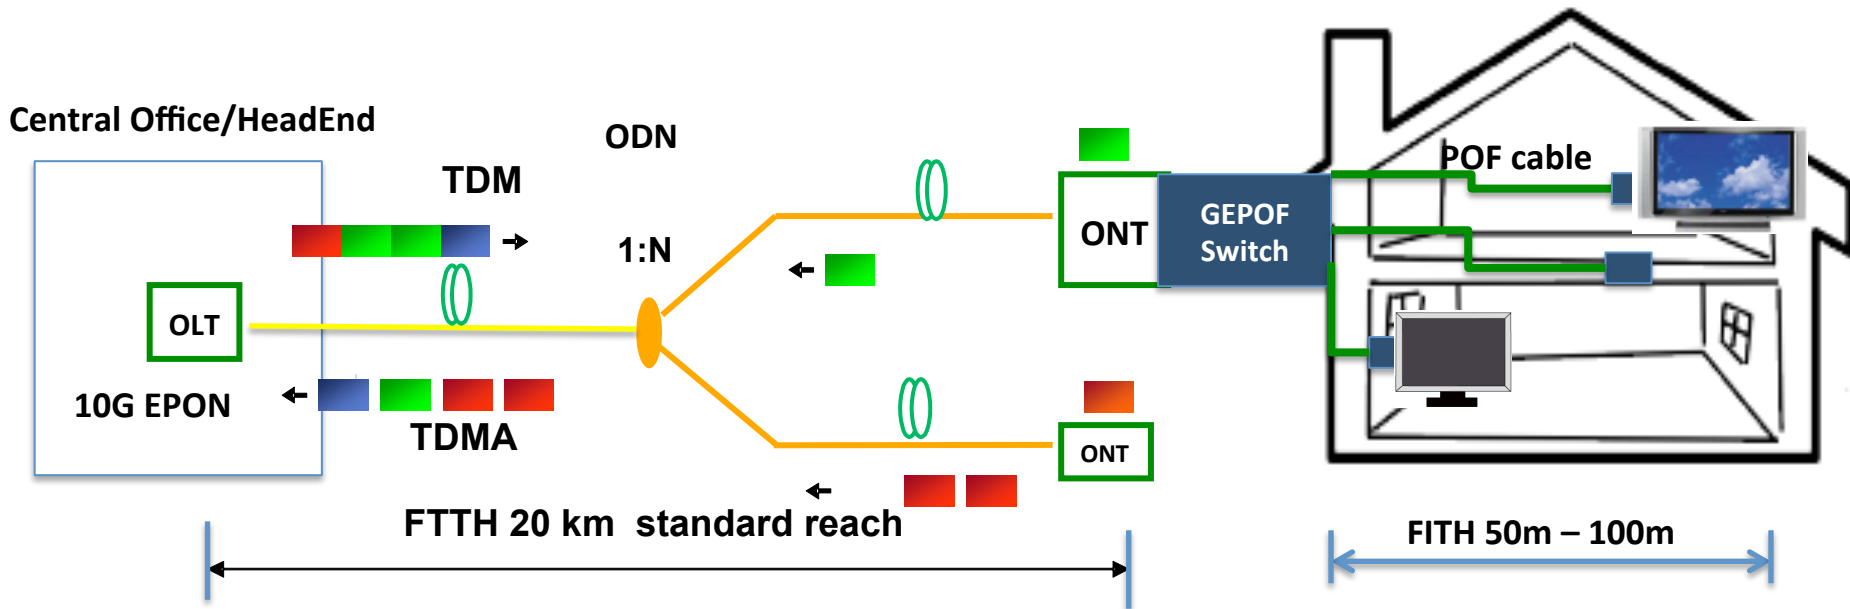 Central Office/HeadEnd
TDM
ODN
1:N
OLT
10G EPON
TDMA
ONT
GEPOF
Switch
POF cable
ONT
FTTH 20 km standard reach
FITH 50m – 100m